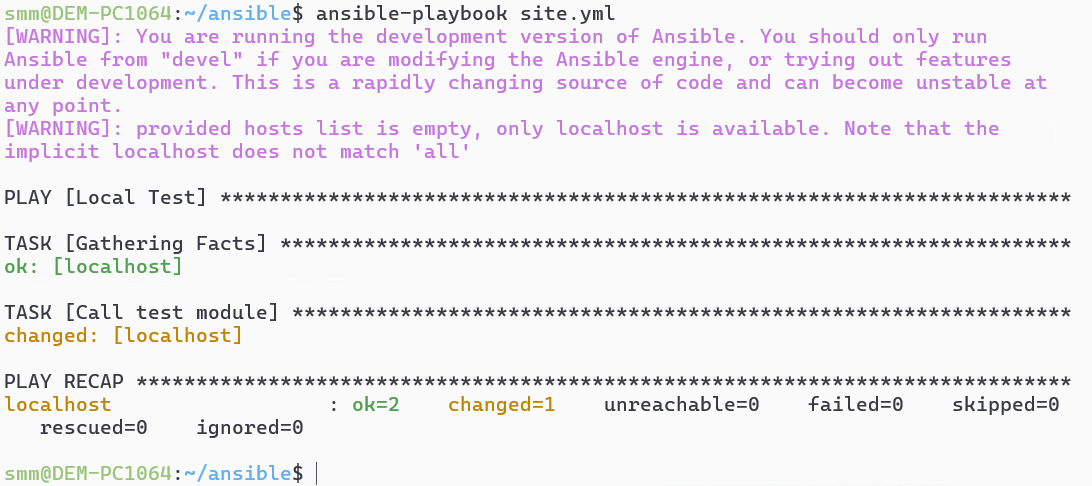 smm@DEM-PC1064:~/ansible$ ansible-playbook site.yml
[WARNING]: You are running the development version of Ansible. You should only run
Ansible from "devel" if you are modifying the Ansible engine, or trying out features
under development. This is a rapidly changing source of code and can become unstable at
any point.
[WARNING]: provided hosts list is empty, only localhost is available. Note that the
implicit localhost does not match 'all'

PLAY [Local Test] ***********************************************************************

TASK [Gathering Facts] ******************************************************************
ok: [localhost]

TASK [Call test module] *****************************************************************
changed: [localhost]

PLAY RECAP ******************************************************************************
localhost                  : ok=2    changed=1    unreachable=0    failed=0    skipped=0
   rescued=0    ignored=0

smm@DEM-PC1064:~/ansible$